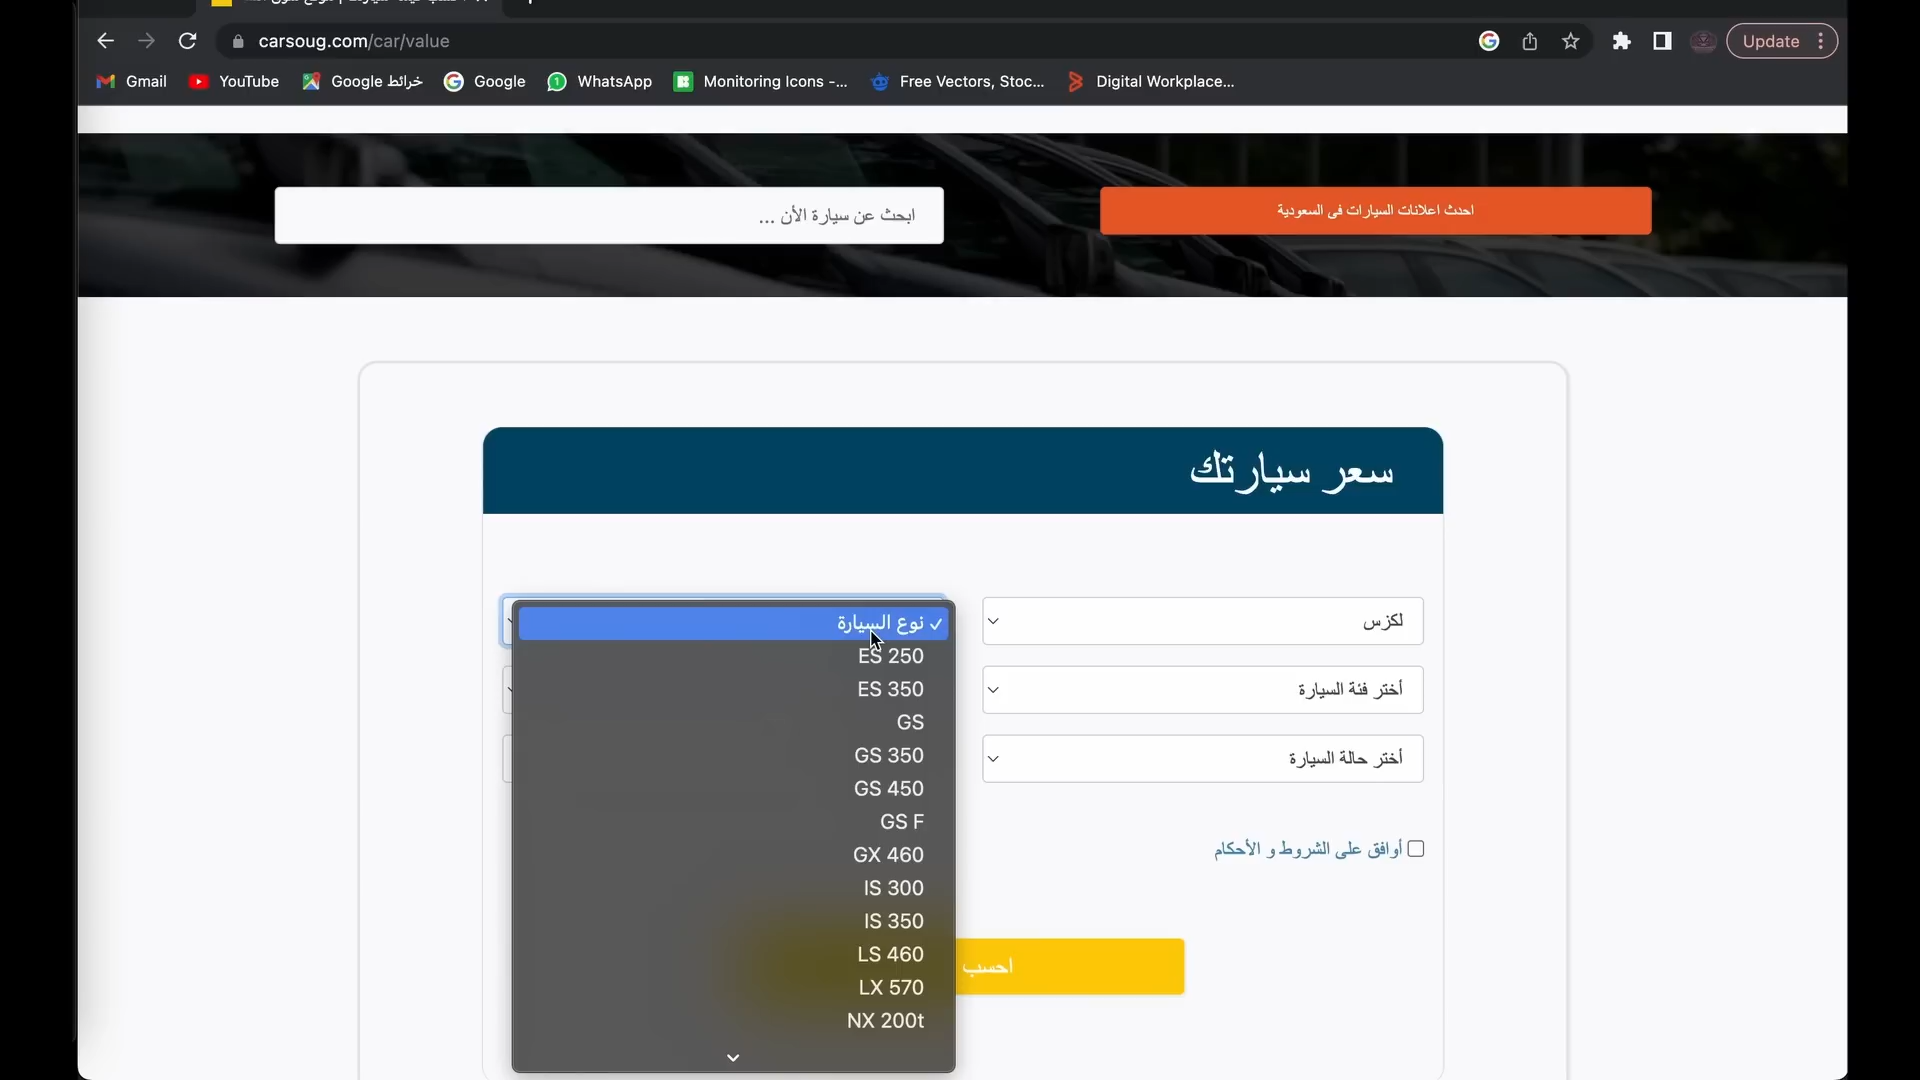 carsoug.com/car/value
Update
Gmail
YouTube
Google خرائط
Google
WhatsApp
Monitoring Icons -...
Free Vectors, Stoc...
Digital Workplace...
احدث اعلانات السيارات فى السعودية
ابحث عن سيارة الأن ...
سعر سيارتك
لكزس
نوع السيارة
ES 250
ES 350
GS
GS 350
GS 450
GS F
GX 460
IS 300
IS 350
LS 460
LX 570
NX 200t
أختر فئة السيارة
أختر حالة السيارة
أوافق على الشروط و الأحكام
احسب